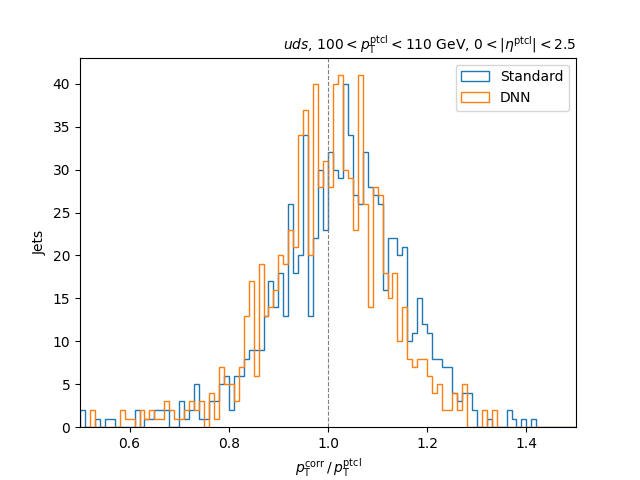 uds, 100 < p_T^ptcl < 110 GeV, 0 < |η^ptcl| < 2.5
Standard
DNN
40
35
30
25
20
15
10
5
0
Jets
0.6 0.8 1.0 1.2 1.4
p_T^corr / p_T^ptcl